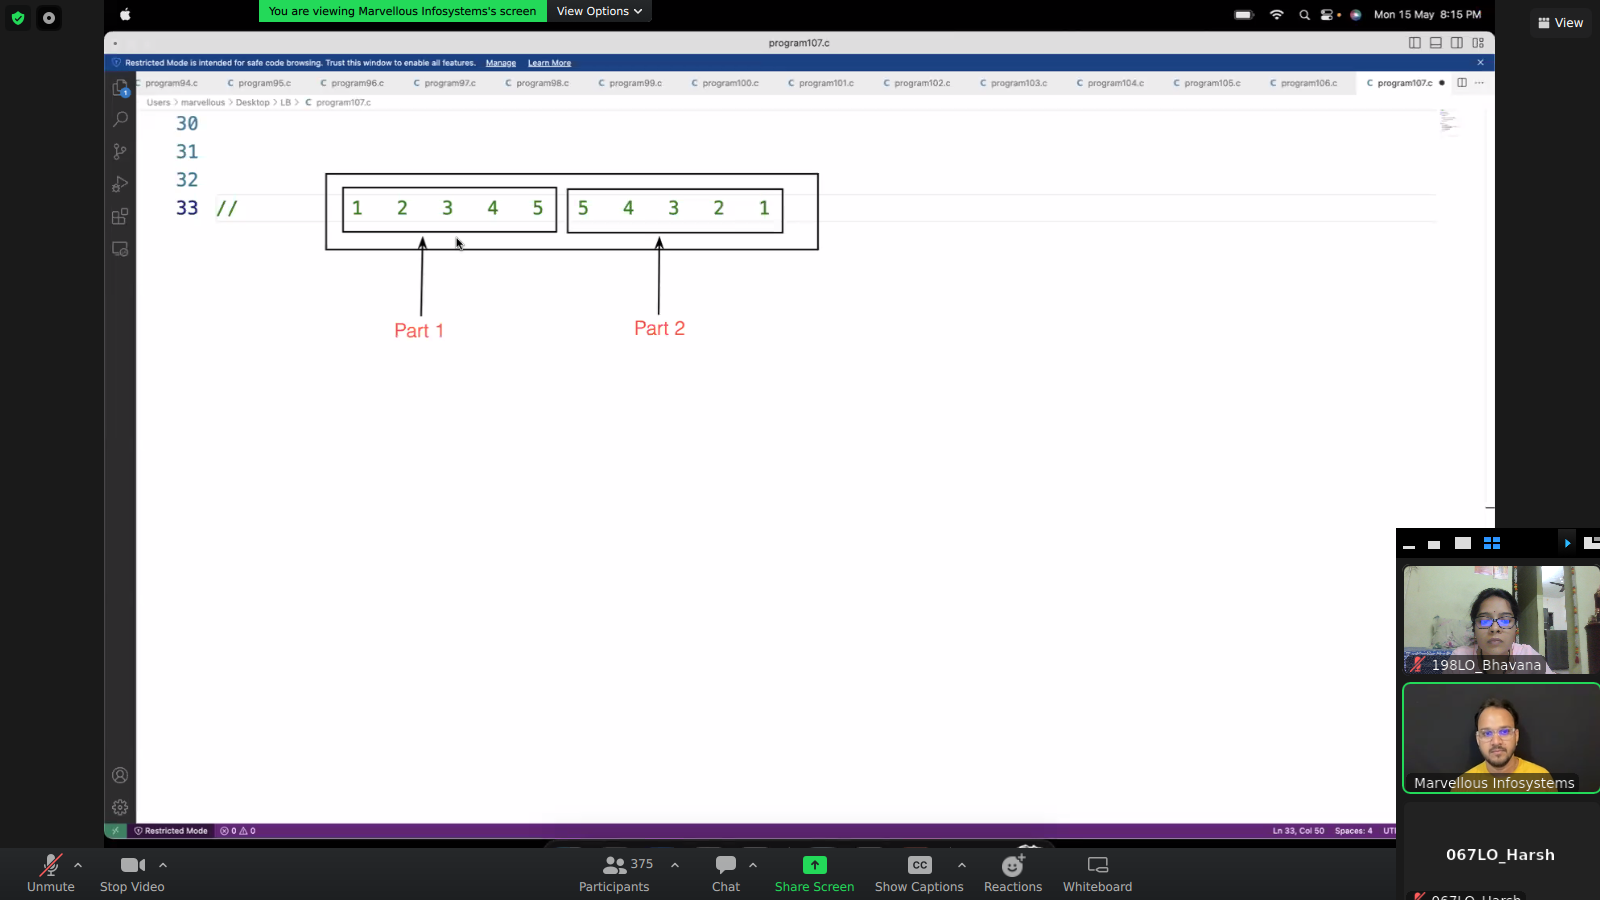 You are viewing Marvellous Infosystems's screen View Options
Mon 15 May 8:15 PM
View
program107.c
Restricted Mode is intended for safe code browsing. Trust this window to enable all features. Manage Learn More
program94.c program95.c program96.c program97.c program98.c program99.c program100.c program101.c program102.c program103.c program104.c program105.c program106.c program107.c
Users > marvellous > Desktop > LB > C program107.c
30
31
32
33 // 1 2 3 4 5 5 4 3 2 1
Part 1 Part 2
198LO_Bhavana
Marvellous Infosystems
067LO_Harsh
067LO_Harsh
Restricted Mode 0 0 Ln 33, Col 50 Spaces: 4 UT
375
Unmute Stop Video Participants Chat Share Screen Show Captions Reactions Whiteboard